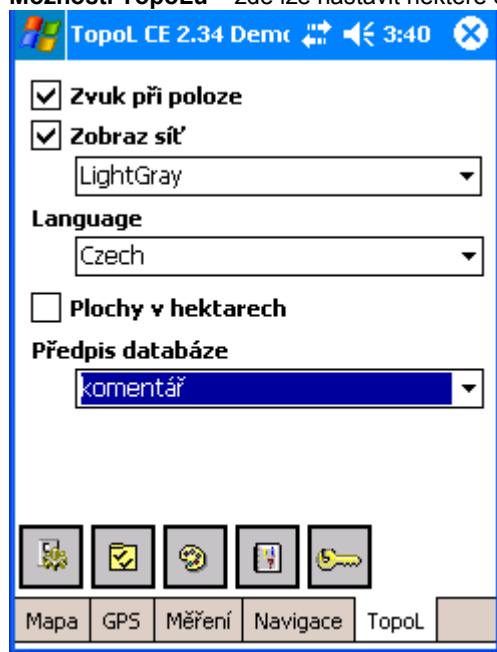 Možnosti TopoLu – zde lze nastavit některé
TopoL CE 2.34 Demo 3:40
Zvuk při poloze
Zobraz síť
LightGray
Language
Czech
Plochy v hektarech
Předpis databáze
komentář
Mapa GPS Měření Navigace TopoL